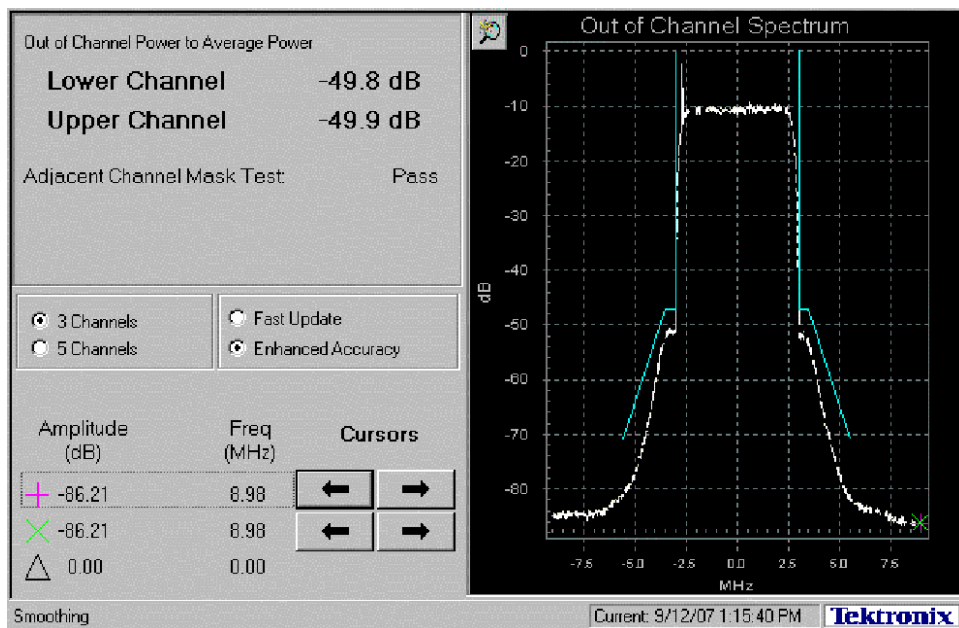 Out of Channel Power to Average Power
Lower Channel -49.8 dB
Upper Channel -49.9 dB
Adjacent Channel Mask Test: Pass
3 Channels
5 Channels
Fast Update
Enhanced Accuracy
Amplitude (dB) Freq (MHz) Cursors
-86.21 8.98
-86.21 8.98
0.00 0.00
Out of Channel Spectrum
0
-10
-20
-30
-40
-50
-60
-70
-80
dB
-7.5 -5.0 -2.5 0.0 2.5 5.0 7.5
MHz
Smoothing
Current: 9/12/07 1:15:40 PM
Tektronix